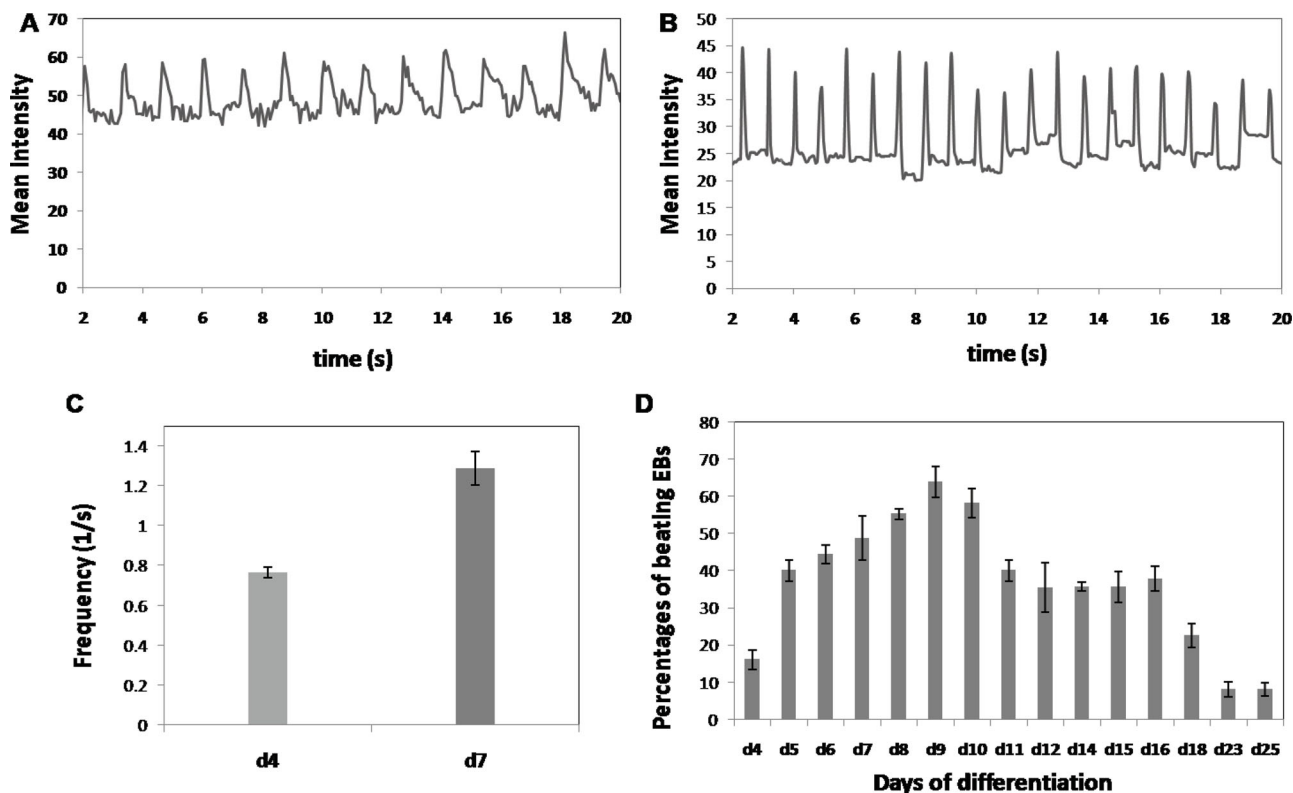 A
70
60
50
40
30
20
10
0
Mean Intensity
2 4 6 8 10 12 14 16 18 20
time (s)
B
50
45
40
35
30
25
20
15
10
5
0
Mean Intensity
2 4 6 8 10 12 14 16 18 20
time (s)
C
1.4
1.2
1
0.8
0.6
0.4
0.2
0
Frequency (1/s)
d4 d7
D
80
70
60
50
40
30
20
10
0
Percentages of beating EBs
d4 d5 d6 d7 d8 d9 d10 d11 d12 d14 d15 d16 d18 d23 d25
Days of differentiation